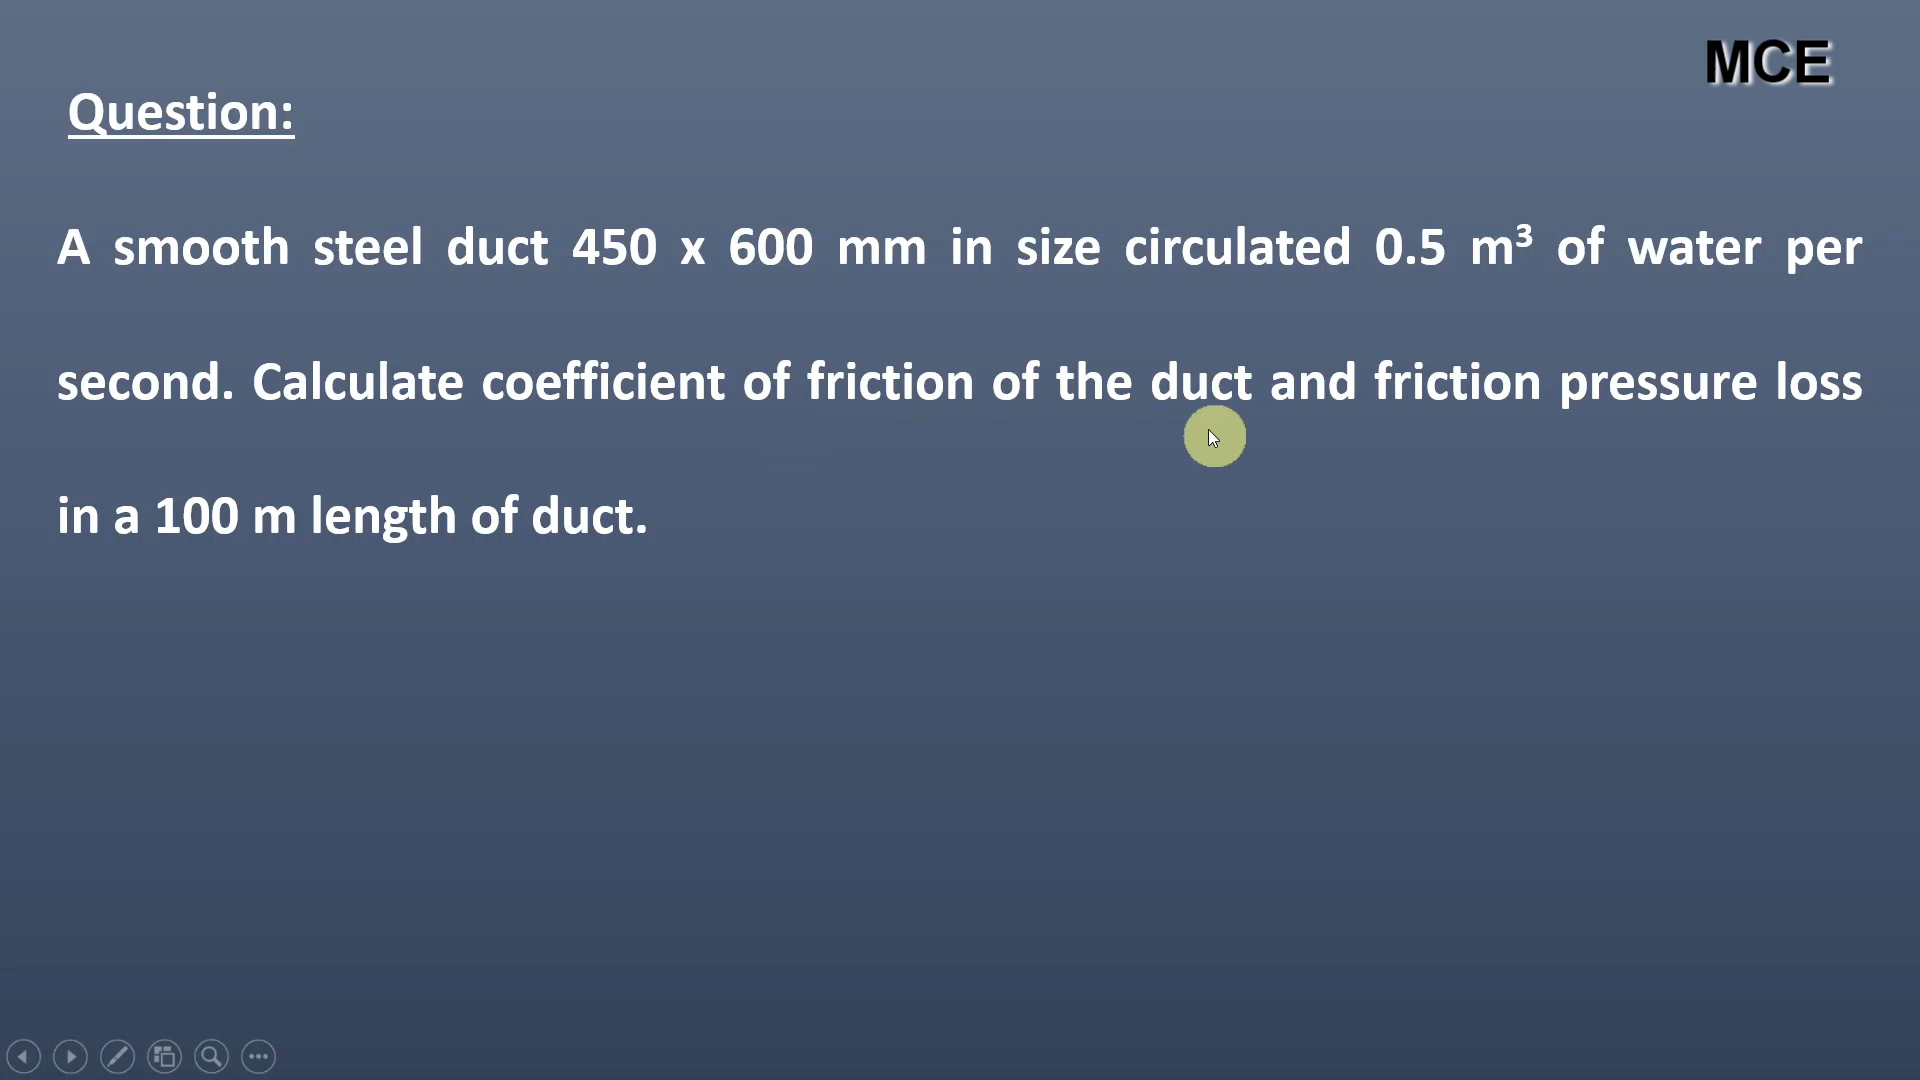 MCE
Question:
A smooth steel duct 450 x 600 mm in size circulated 0.5 m³ of water per
second. Calculate coefficient of friction of the duct and friction pressure loss
in a 100 m length of duct.